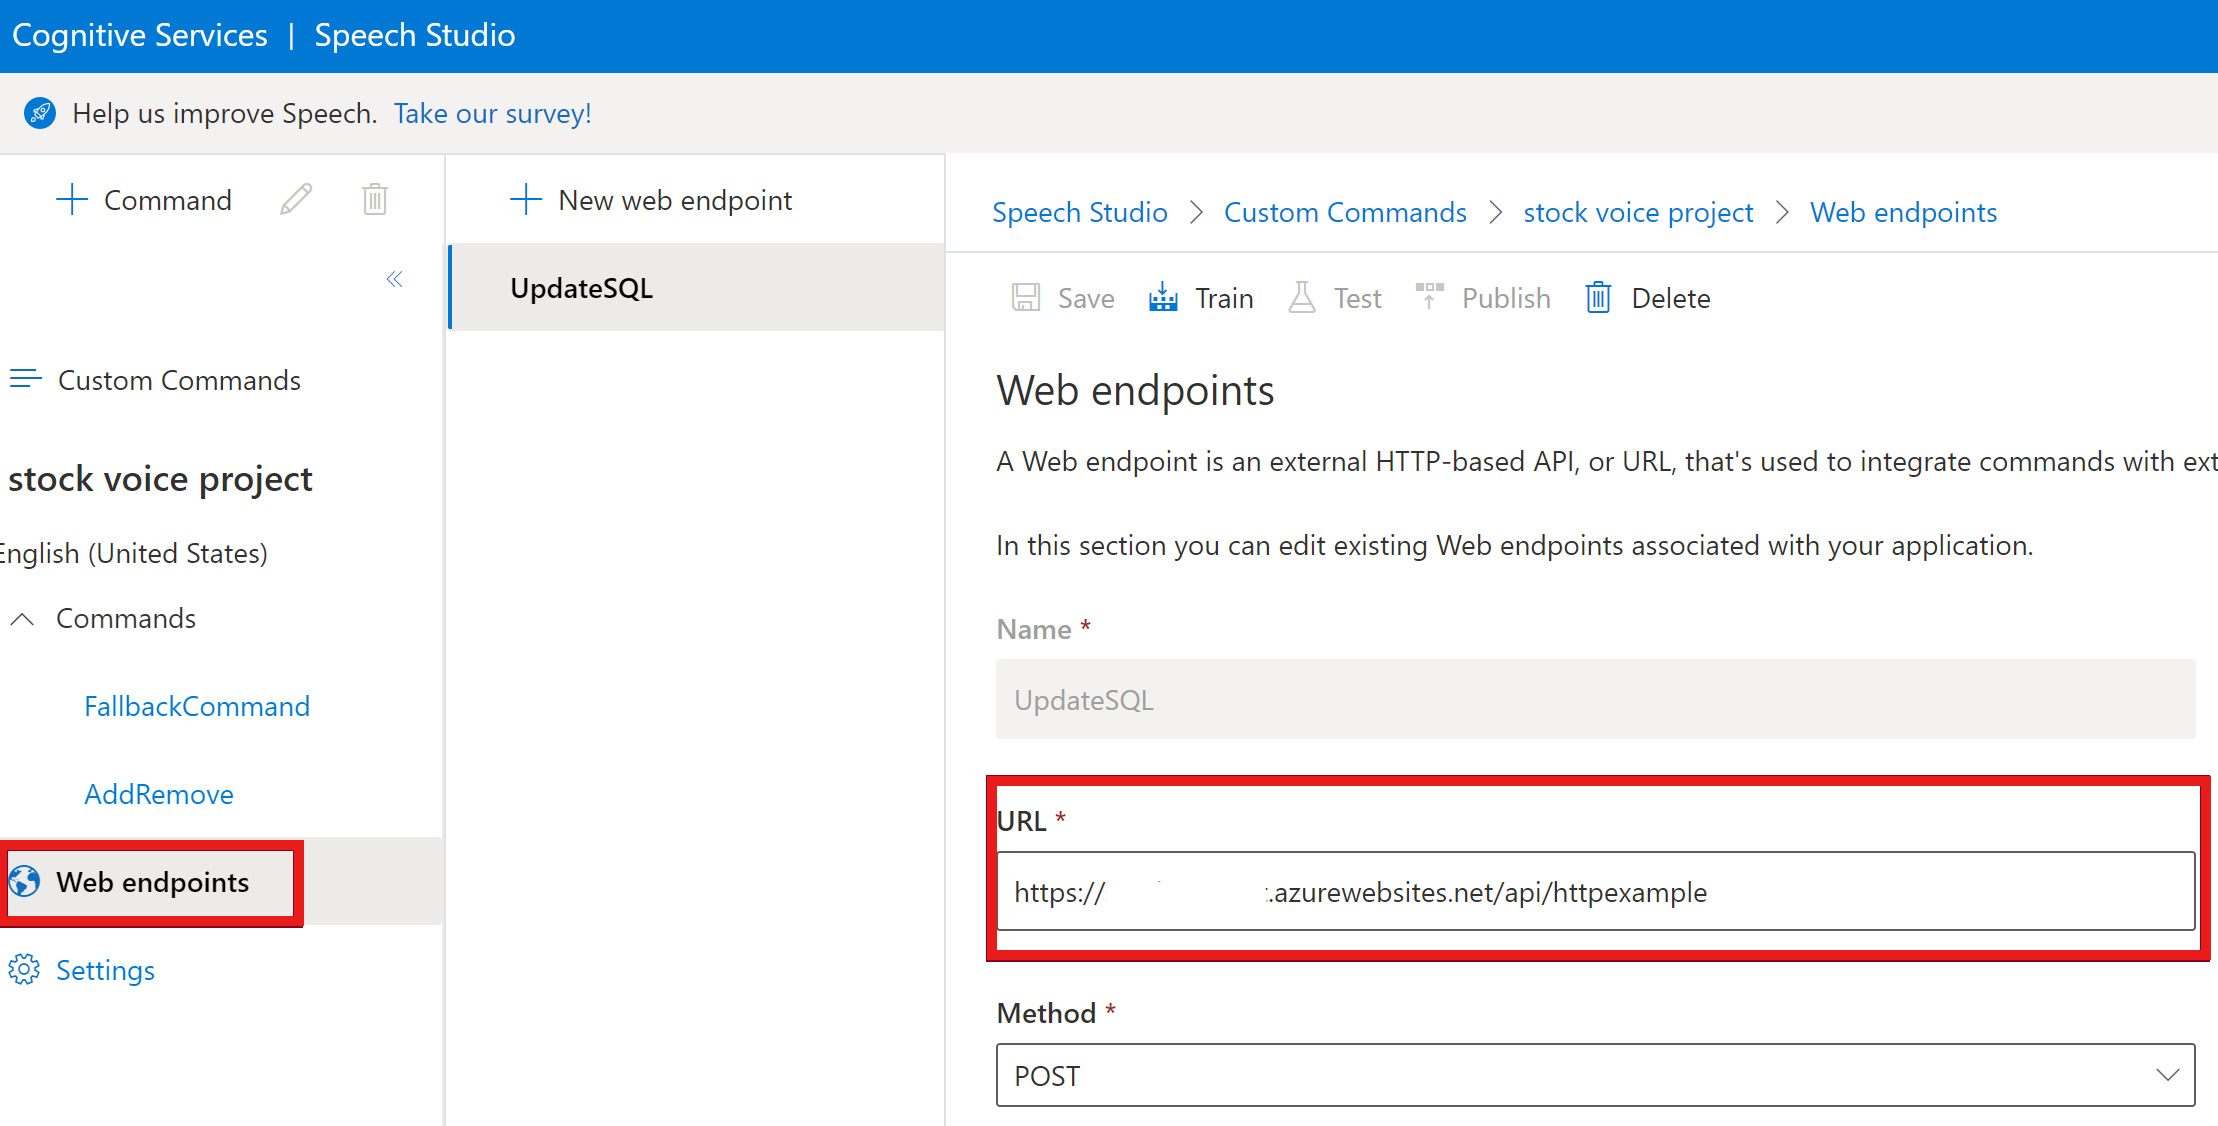 Cognitive Services | Speech Studio
Help us improve Speech. Take our survey!
Command
New web endpoint
UpdateSQL
Custom Commands
stock voice project
English (United States)
Commands
FallbackCommand
AddRemove
Web endpoints
Settings
Speech Studio > Custom Commands > stock voice project > Web endpoints
Save Train Test Publish Delete
Web endpoints
A Web endpoint is an external HTTP-based API, or URL, that's used to integrate commands with ext
In this section you can edit existing Web endpoints associated with your application.
Name *
UpdateSQL
URL *
https:// .azurewebsites.net/api/httpexample
Method *
POST